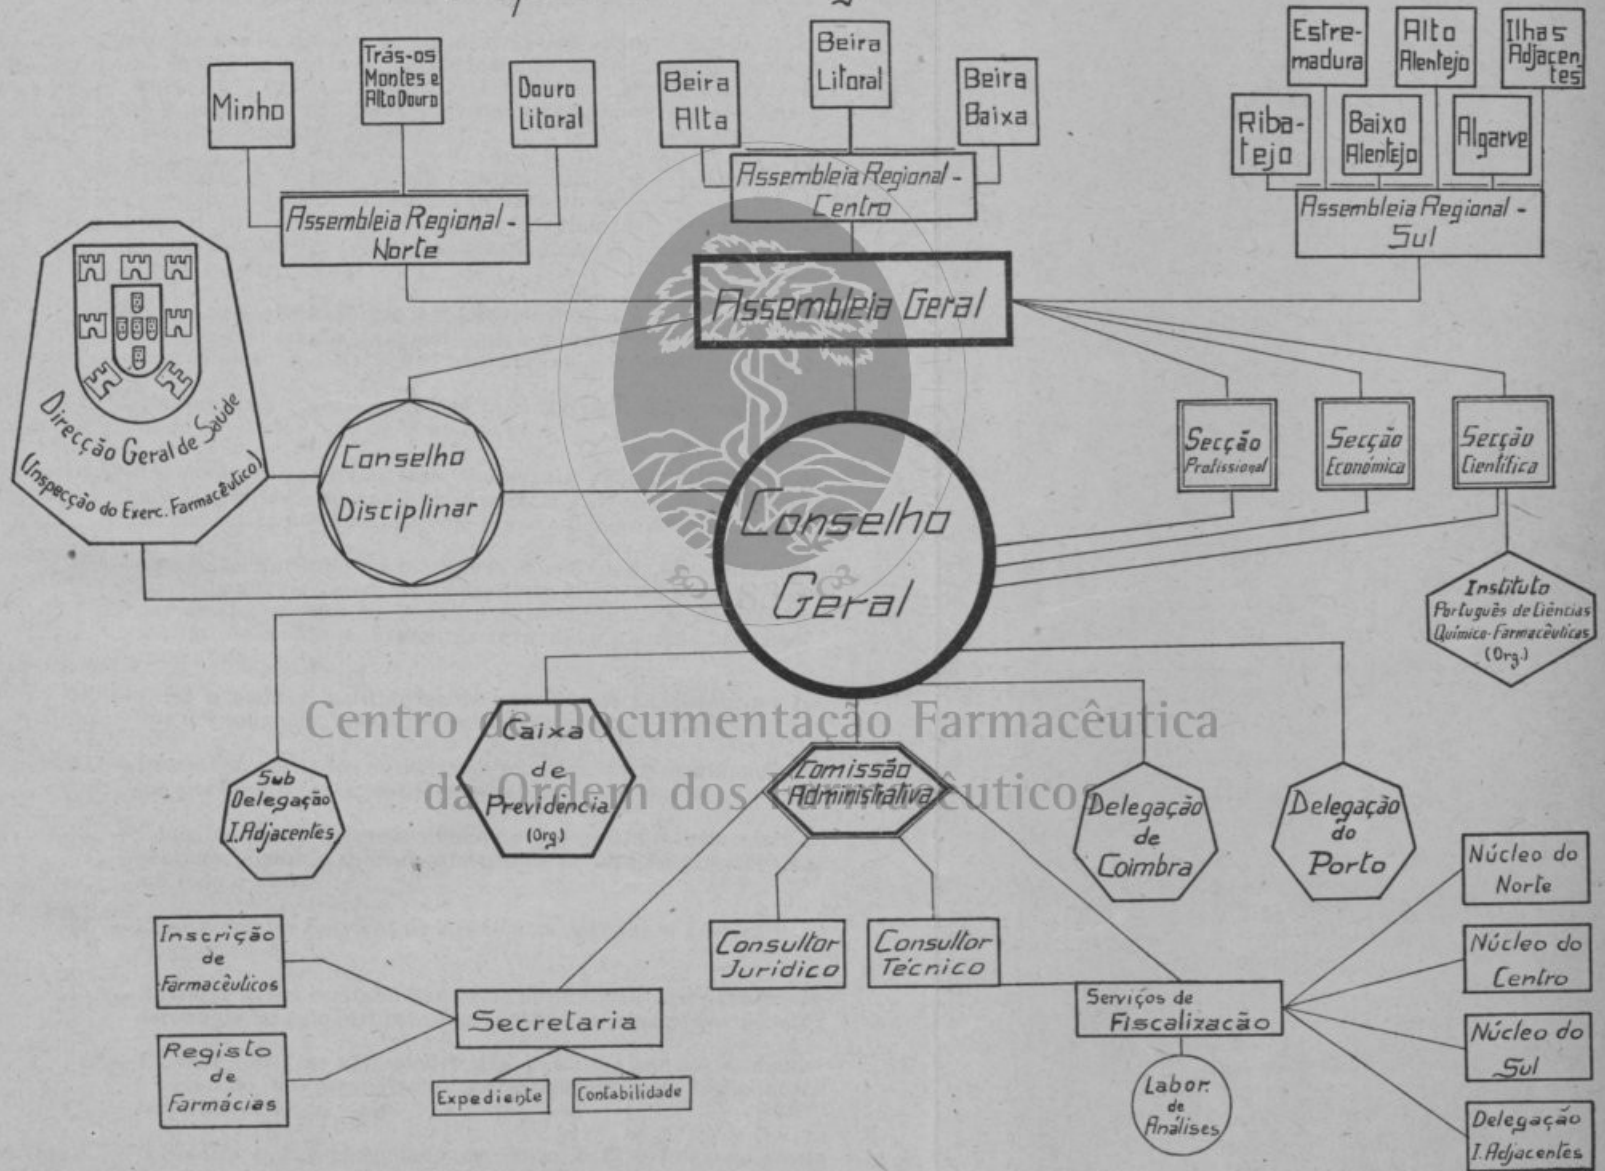 Minho
Trás-os
Montes e
Alto Douro
Douro
Litoral
Beira
Alta
Beira
Litoral
Beira
Baixa
Estre-
madura
Alto
Alentejo
Ilhas
Adjacen
tes
Riba-
tejo
Baixo
Alentejo
Algarve
Assembleia Regional -
Norte
Assembleia Regional -
Centro
Assembleia Regional -
Sul
Assembleia Geral
Direcção Geral de Saúde
(Inspecção do Exerc. Farmacêutico)
Conselho
Disciplinar
Conselho
Geral
Secção
Profissional
Secção
Económica
Secção
Científica
Instituto
Português de Ciências
Químico-Farmacêuticas
(Org.)
Centro de Documentação Farmacêutica
da Ordem dos Farmacêuticos
Sub
Delegação
I. Adjacentes
Caixa
de
Previdência
(Org)
Comissão
Administrativa
Delegação
de
Coimbra
Delegação
do
Porto
Inscrição
de
Farmacêuticos
Registo
de
Farmácias
Secretaria
Expediente
Contabilidade
Consultor
Jurídico
Consultor
Técnico
Serviços de
Fiscalizacão
Labor.
de
Análises
Núcleo do
Norte
Núcleo do
Centro
Núcleo do
Sul
Delegação
I. Adjacentes